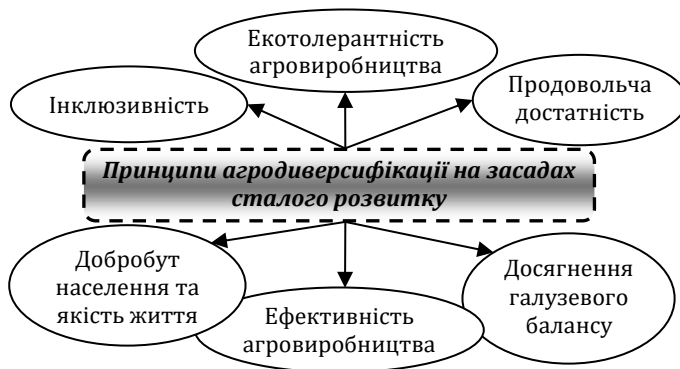 Екотолерантність
агровиробництва
Інклюзивність
Продовольча
достатність
Принципи агродиверсифікації на засадах
сталого розвитку
Добробут
населення та
якість життя
Ефективність
агровиробництва
Досягнення
галузевого
балансу